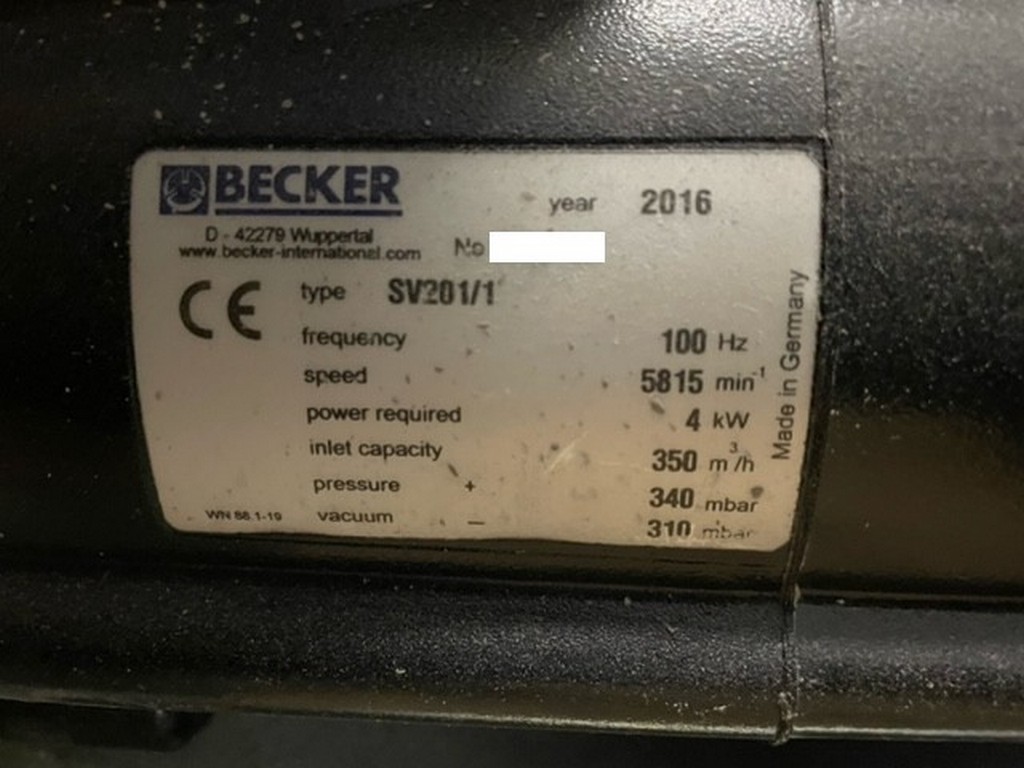 BECKER
year 2016
D - 42279 Wuppertal
www.becker-international.com
No
CE
type SV201/1
frequency 100 Hz
speed 5815 min⁻¹
power required 4 kW
inlet capacity 350 m³/h
pressure + 340 mbar
vacuum – 310 mbar
WN 88.1-19
Made in Germany